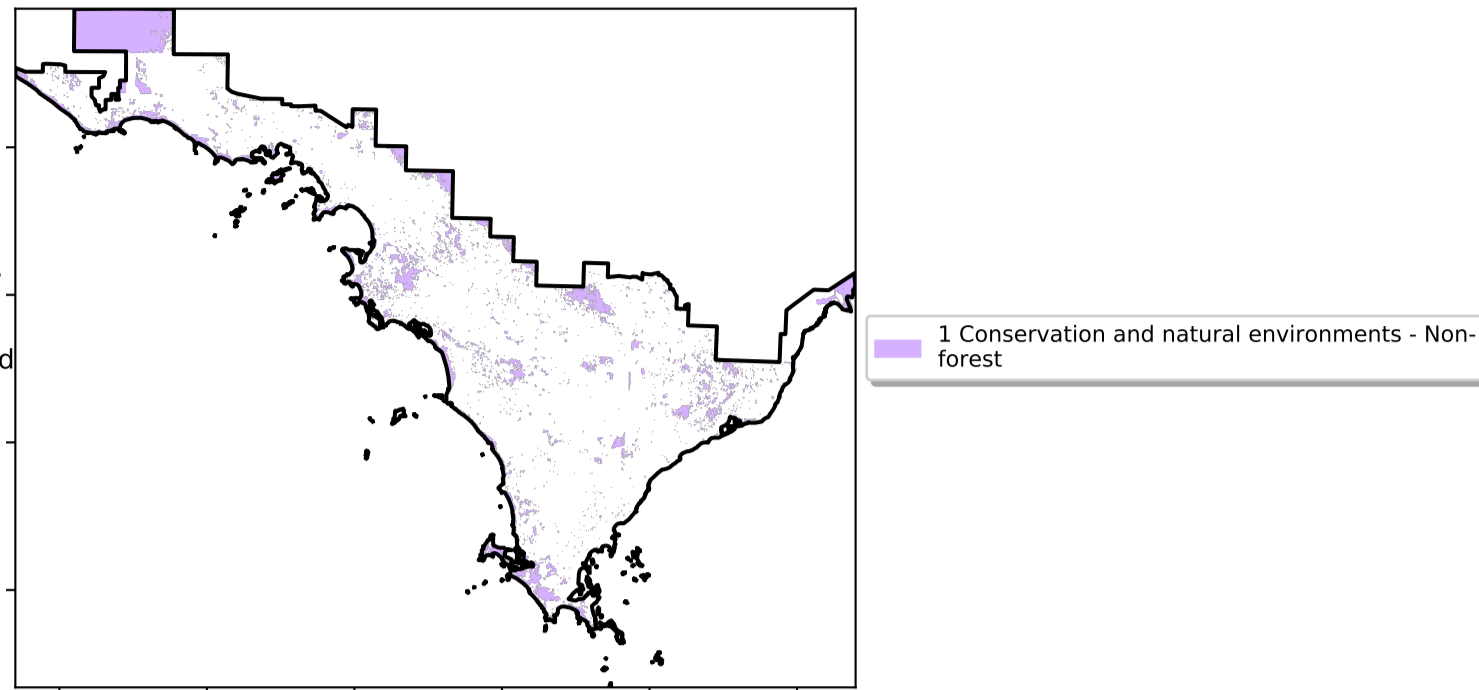 d
1 Conservation and natural environments - Non-
forest